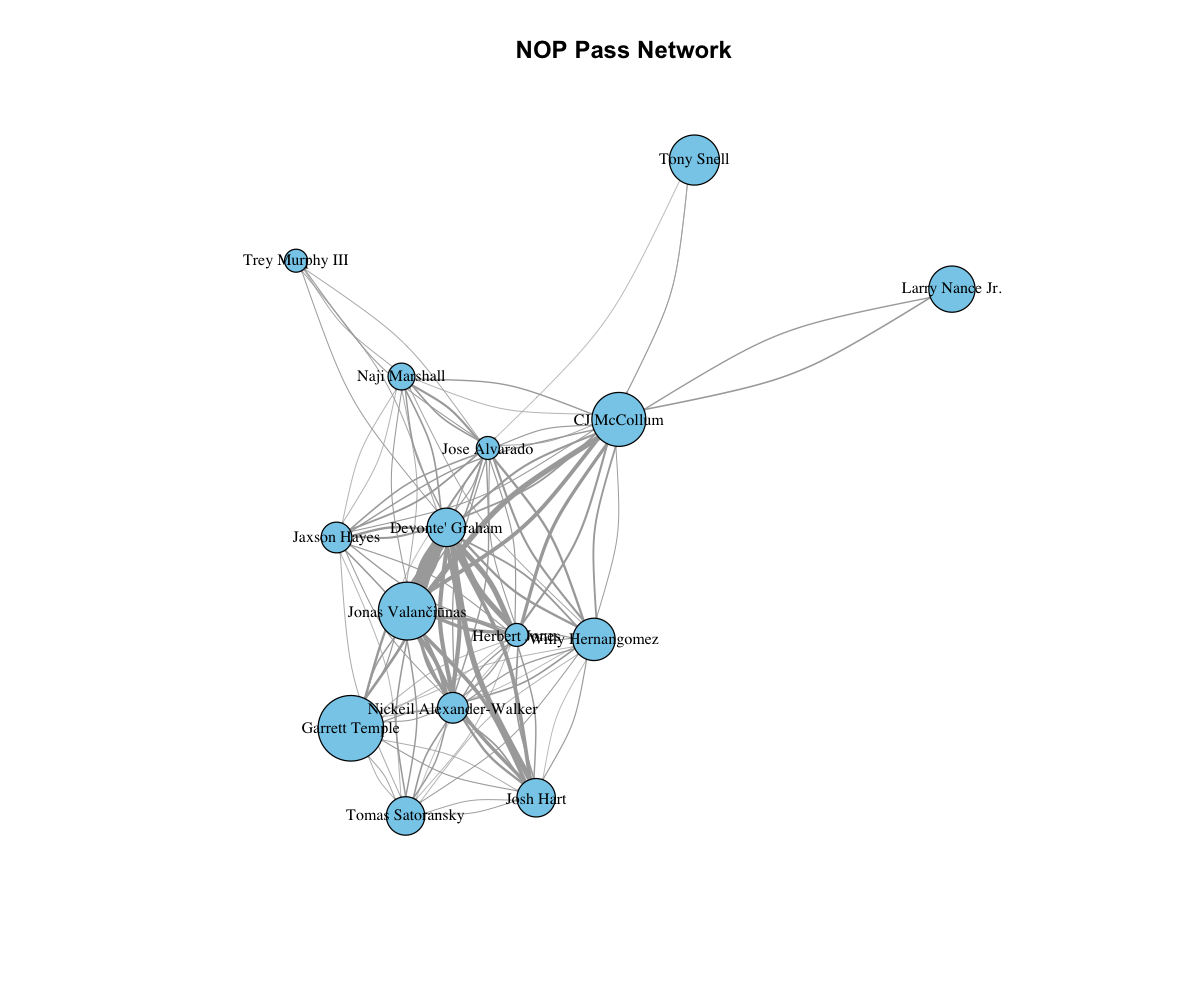 NOP Pass Network
Tony Snell
Trey Murphy III
Larry Nance Jr.
Naji Marshall
CJ McCollum
Jose Alvarado
Devonte' Graham
Jaxson Hayes
Jonas Valančiūnas
Herbert Jones
Willy Hernangomez
Nickeil Alexander-Walker
Garrett Temple
Josh Hart
Tomas Satoransky